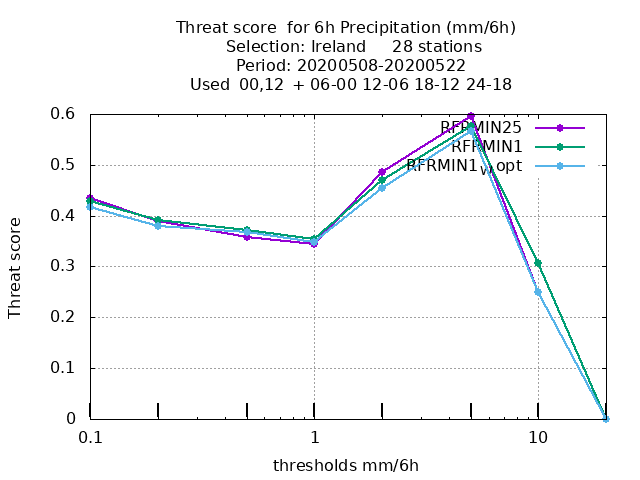 Threat score  for 6h Precipitation (mm/6h)
Selection: Ireland     28 stations
Period: 20200508-20200522
Used  00,12  + 06-00 12-06 18-12 24-18
0.6
0.5
0.4
0.3
0.2
0.1
0
Threat score
RFRMIN25
RFRMIN1
RFRMIN1_wopt
0.1
1
10
thresholds mm/6h